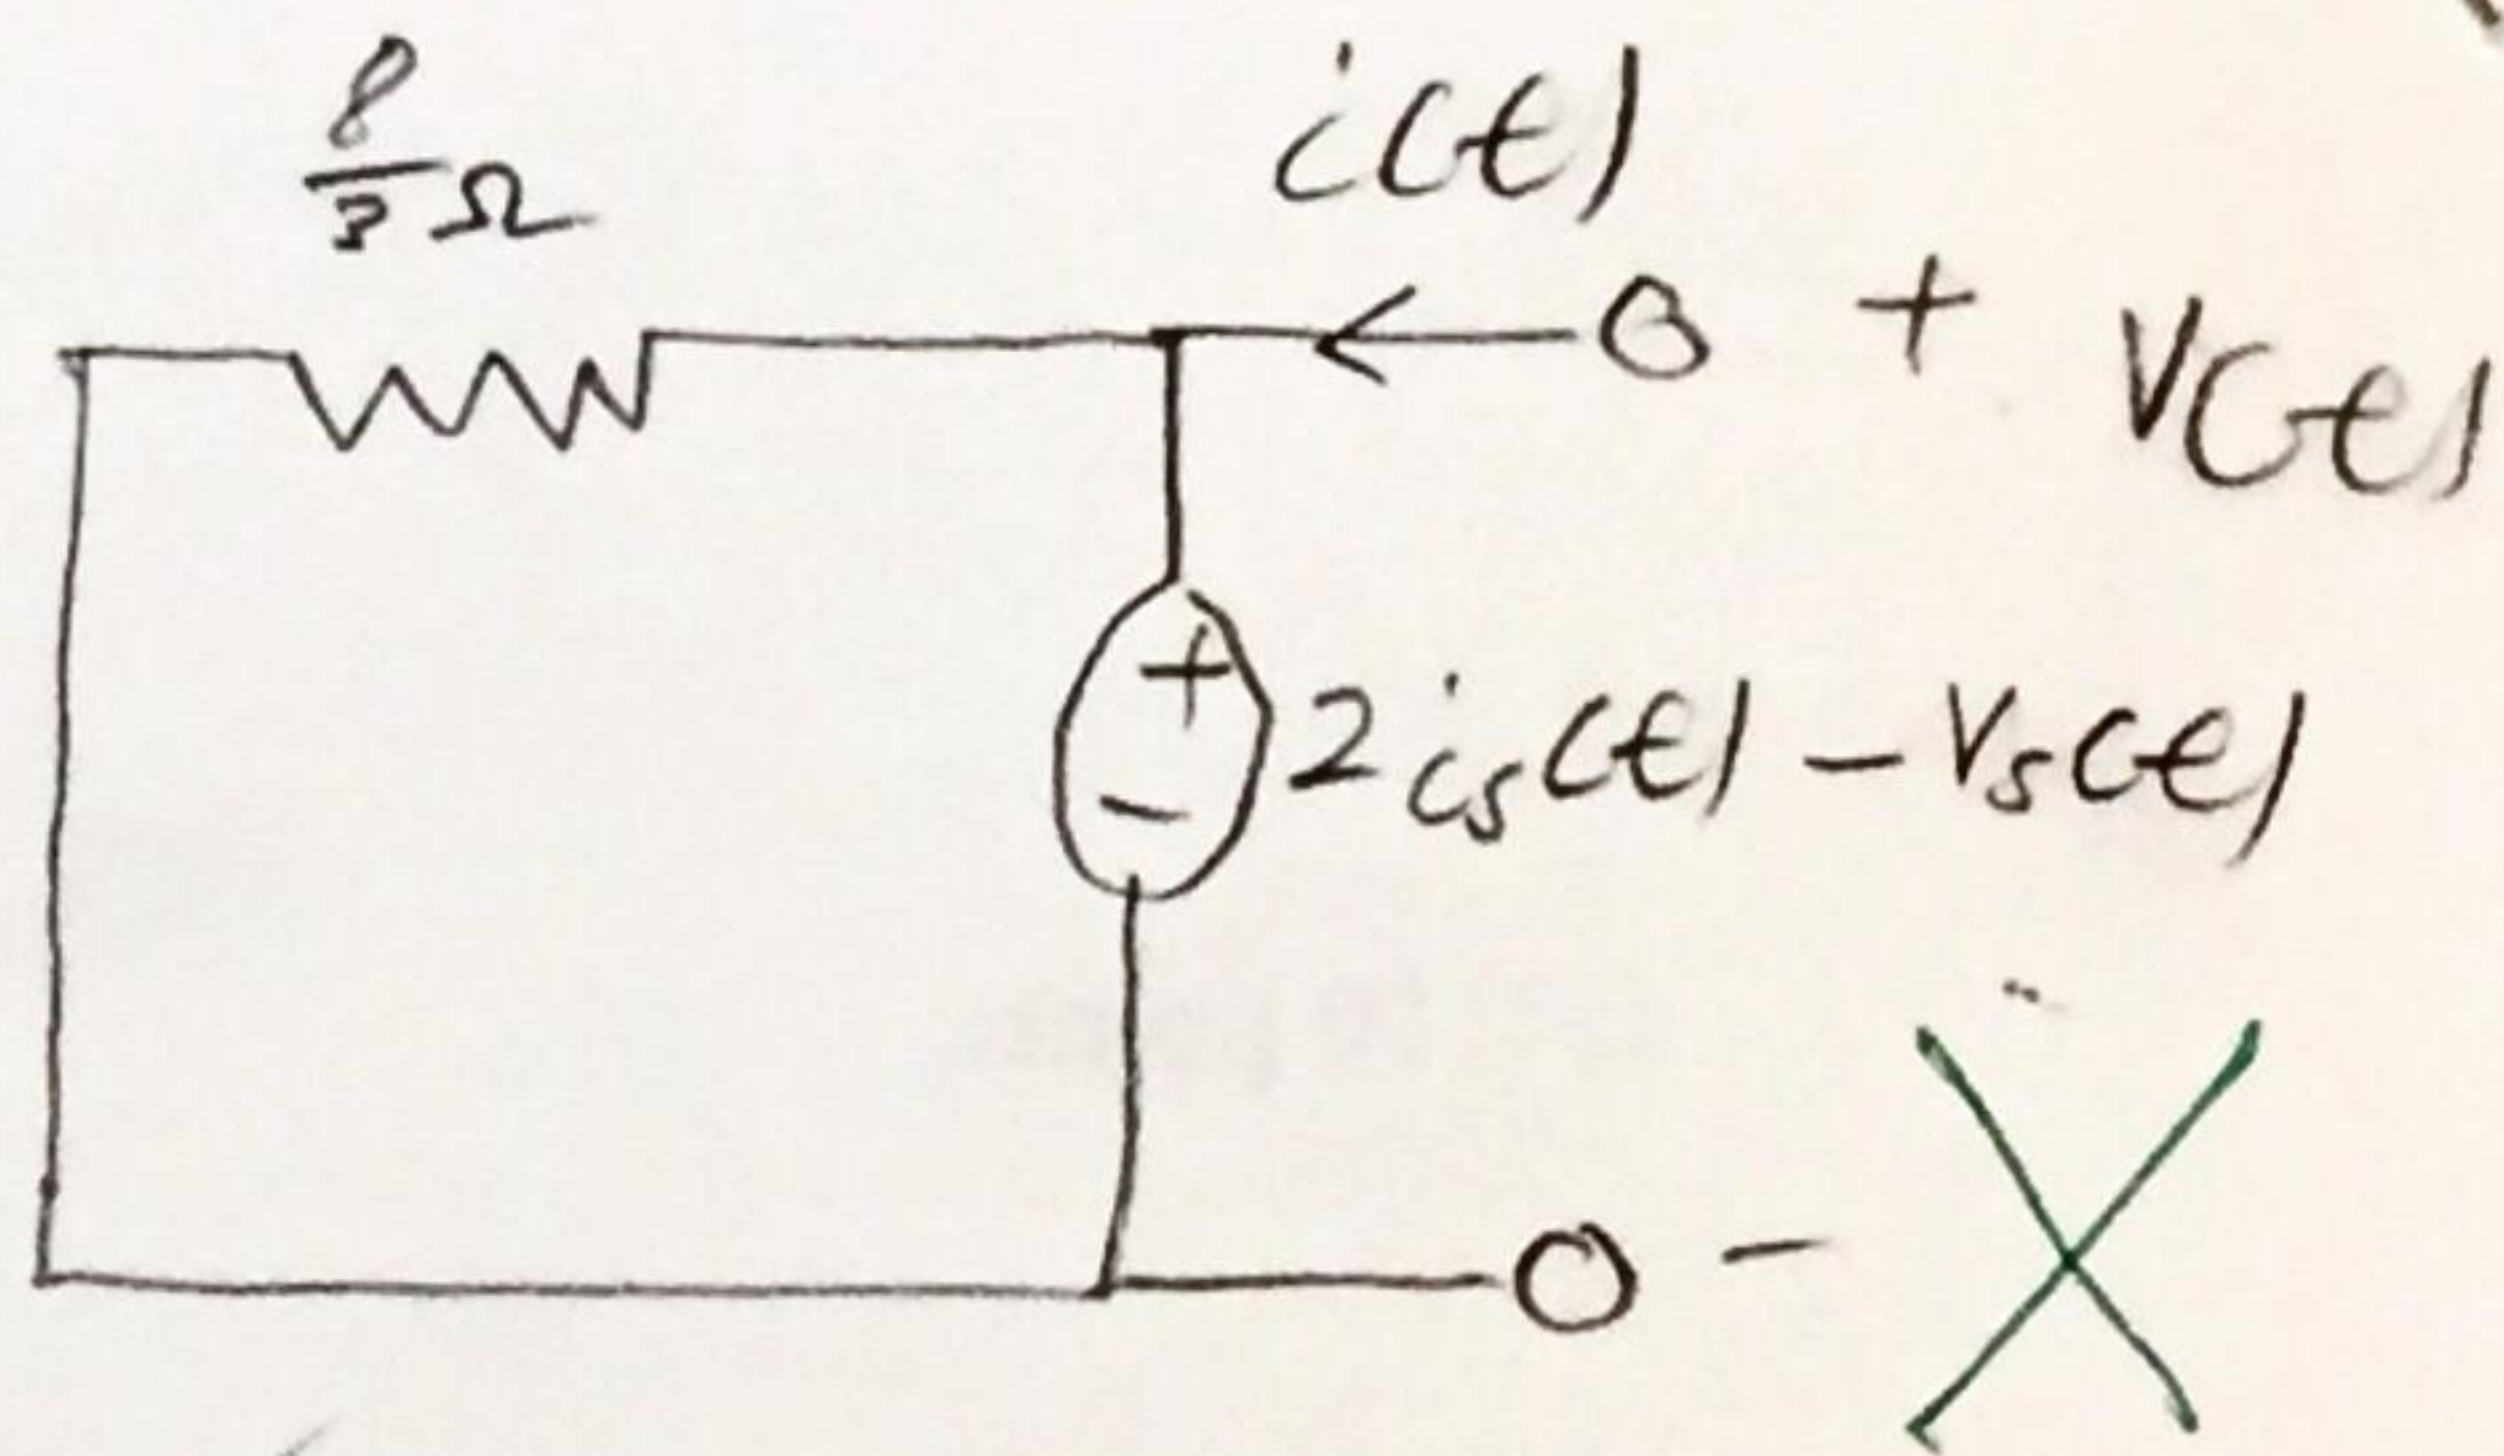 8/3 Ω
i(t)
+
V(t)
+
2is(t) - Vs(t)
-
-